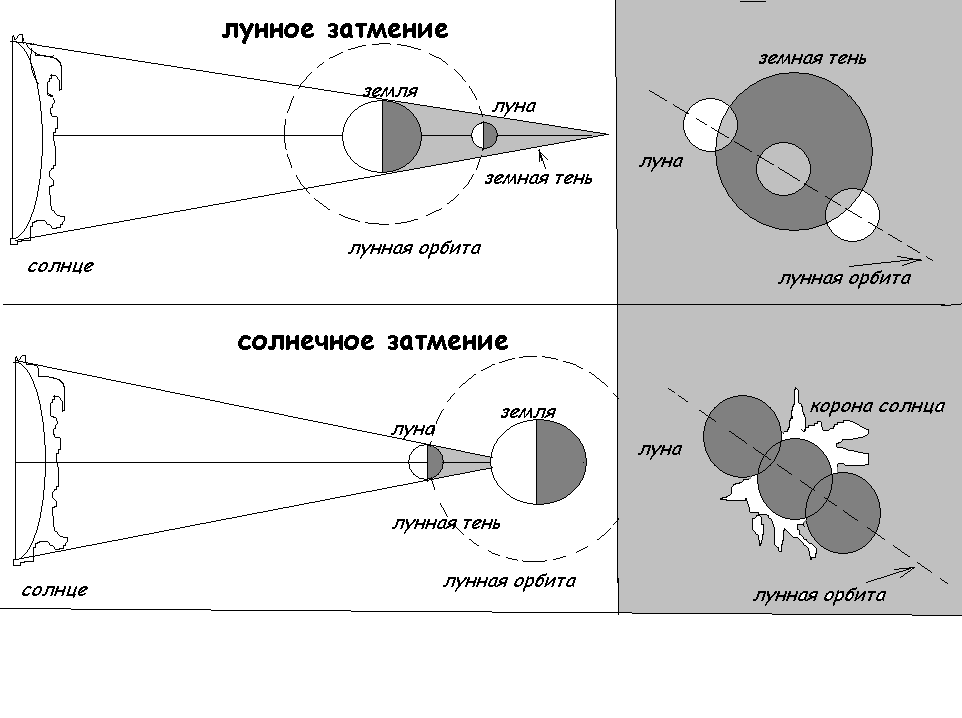 лунное затмение
земля
луна
земная тень
лунная орбита
солнце
земная тень
луна
лунная орбита
солнечное затмение
земля
луна
лунная тень
лунная орбита
солнце
корона солнца
луна
лунная орбита